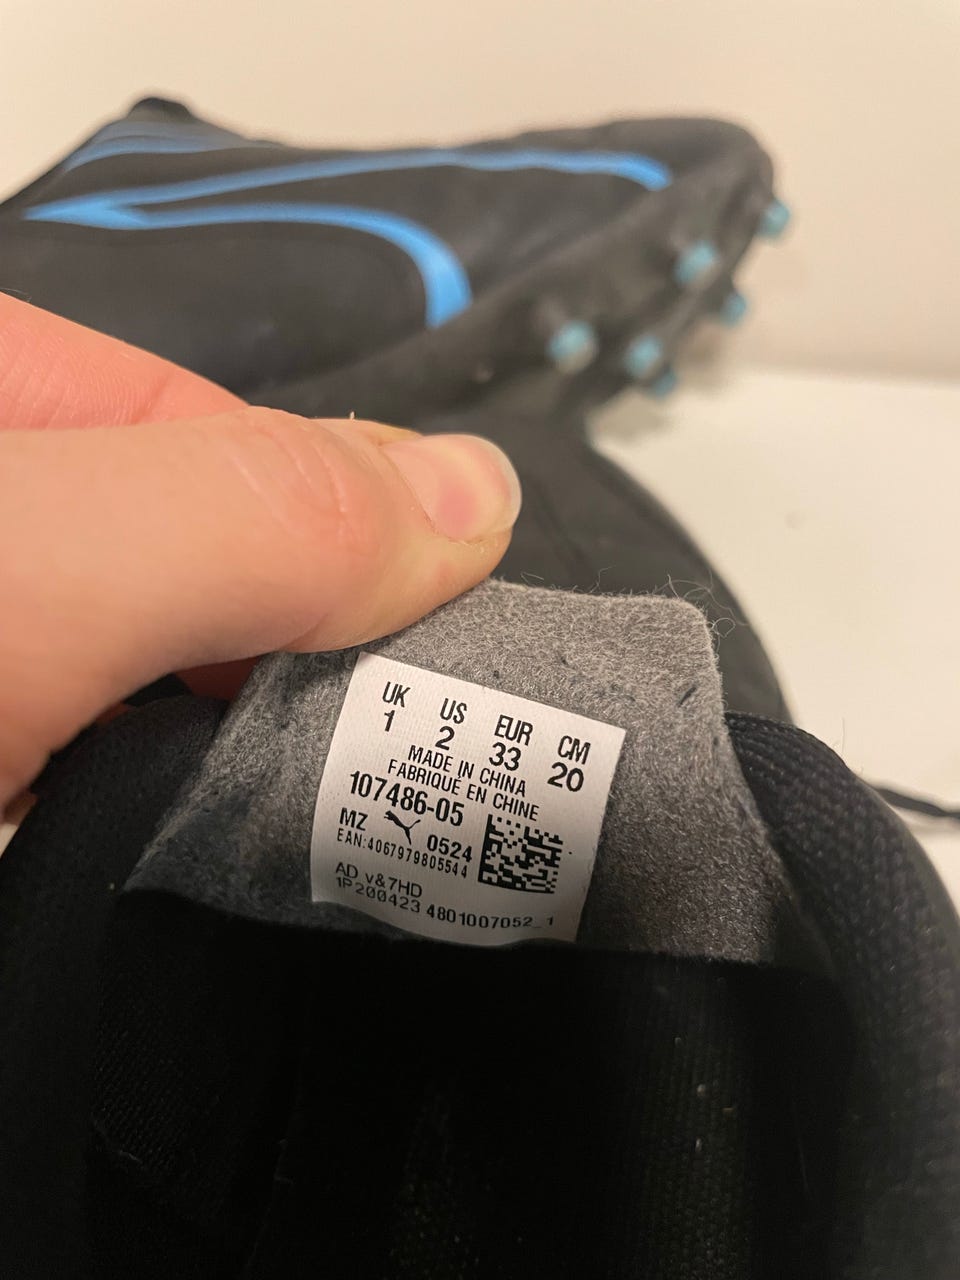 UK US EUR CM
1 2 33 20
MADE IN CHINA
FABRIQUÉ EN CHINE
107486-05
MZ 0524
EAN:4067979805544
AD v&7HD
1P200423 4801007052_1